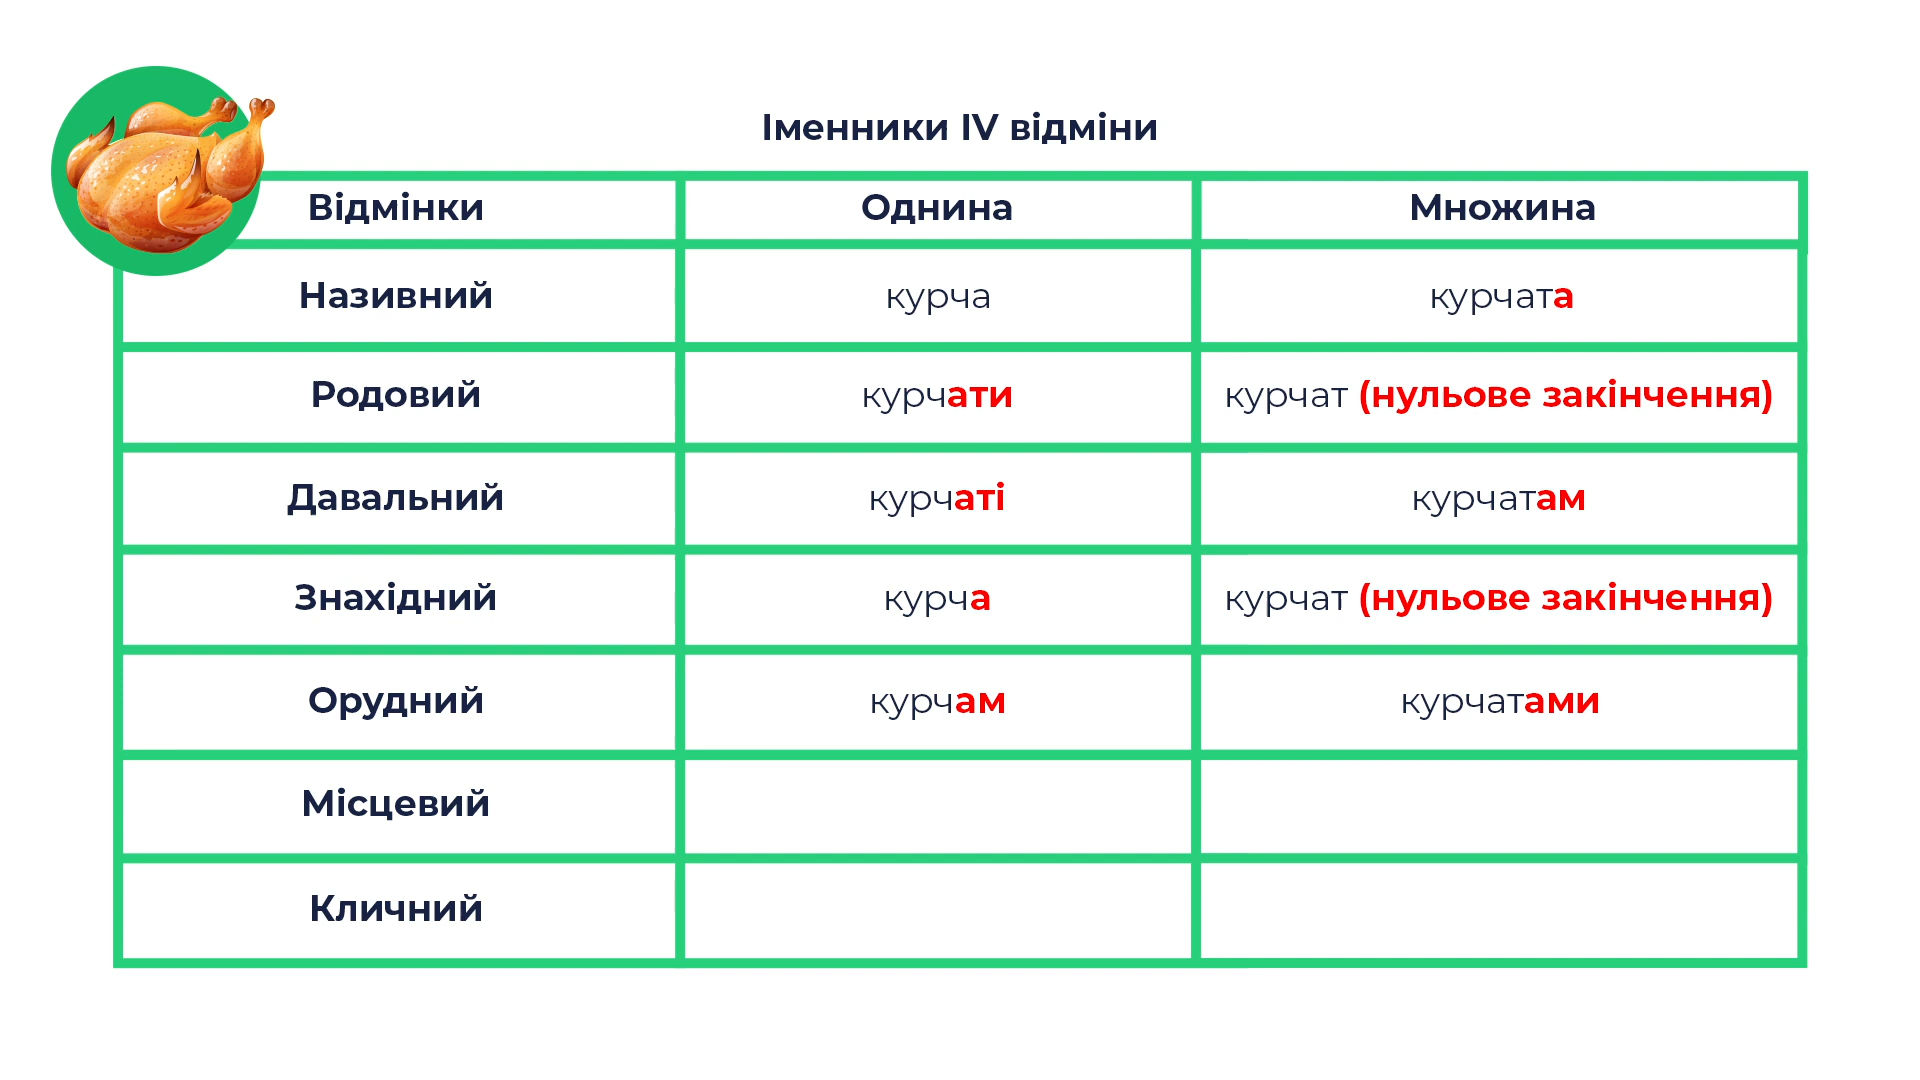 Іменники IV відміни
Відмінки Однина Множина
Називний курча курчата
Родовий курчати курчат (нульове закінчення)
Давальний курчаті курчатам
Знахідний курча курчат (нульове закінчення)
Орудний курчам курчатами
Місцевий
Кличний